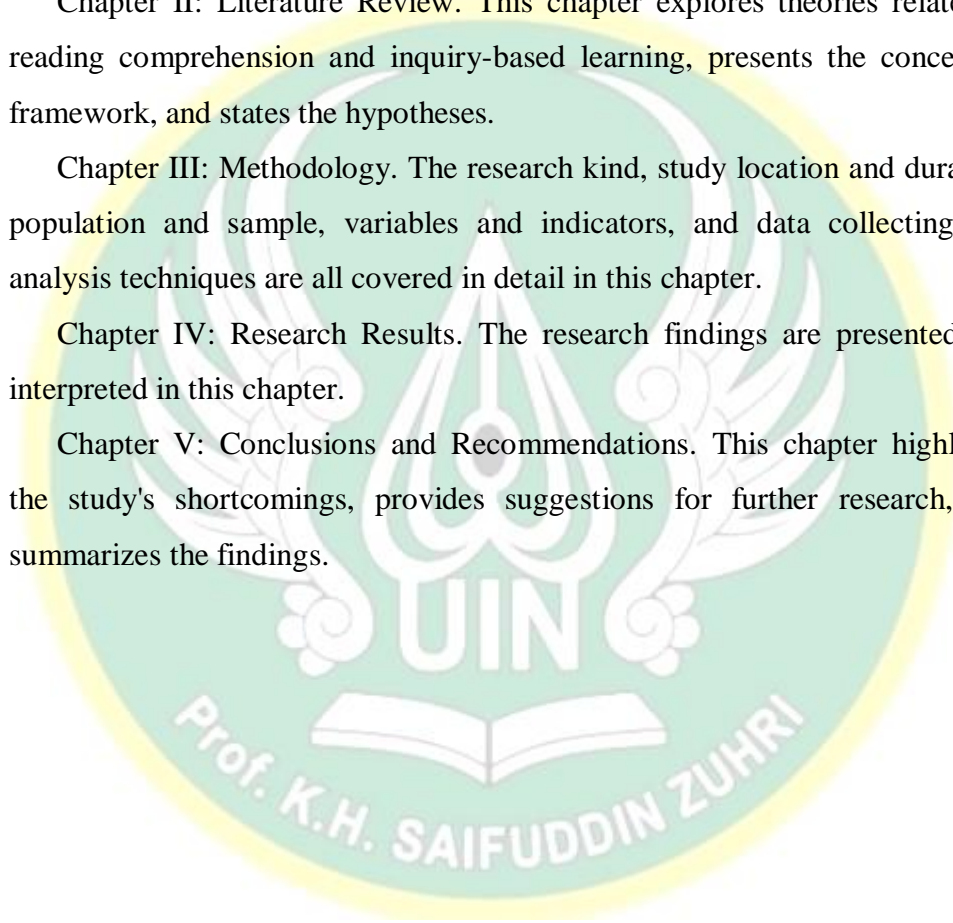 Chapter II: Literature Review. This chapter explores theories relate
reading comprehension and inquiry-based learning, presents the conce
framework, and states the hypotheses.
Chapter III: Methodology. The research kind, study location and dura
population and sample, variables and indicators, and data collecting
analysis techniques are all covered in detail in this chapter.
Chapter IV: Research Results. The research findings are presented
interpreted in this chapter.
Chapter V: Conclusions and Recommendations. This chapter highl
the study's shortcomings, provides suggestions for further research,
summarizes the findings.
UIN
Prof. K.H. SAIFUDDIN ZUHRI